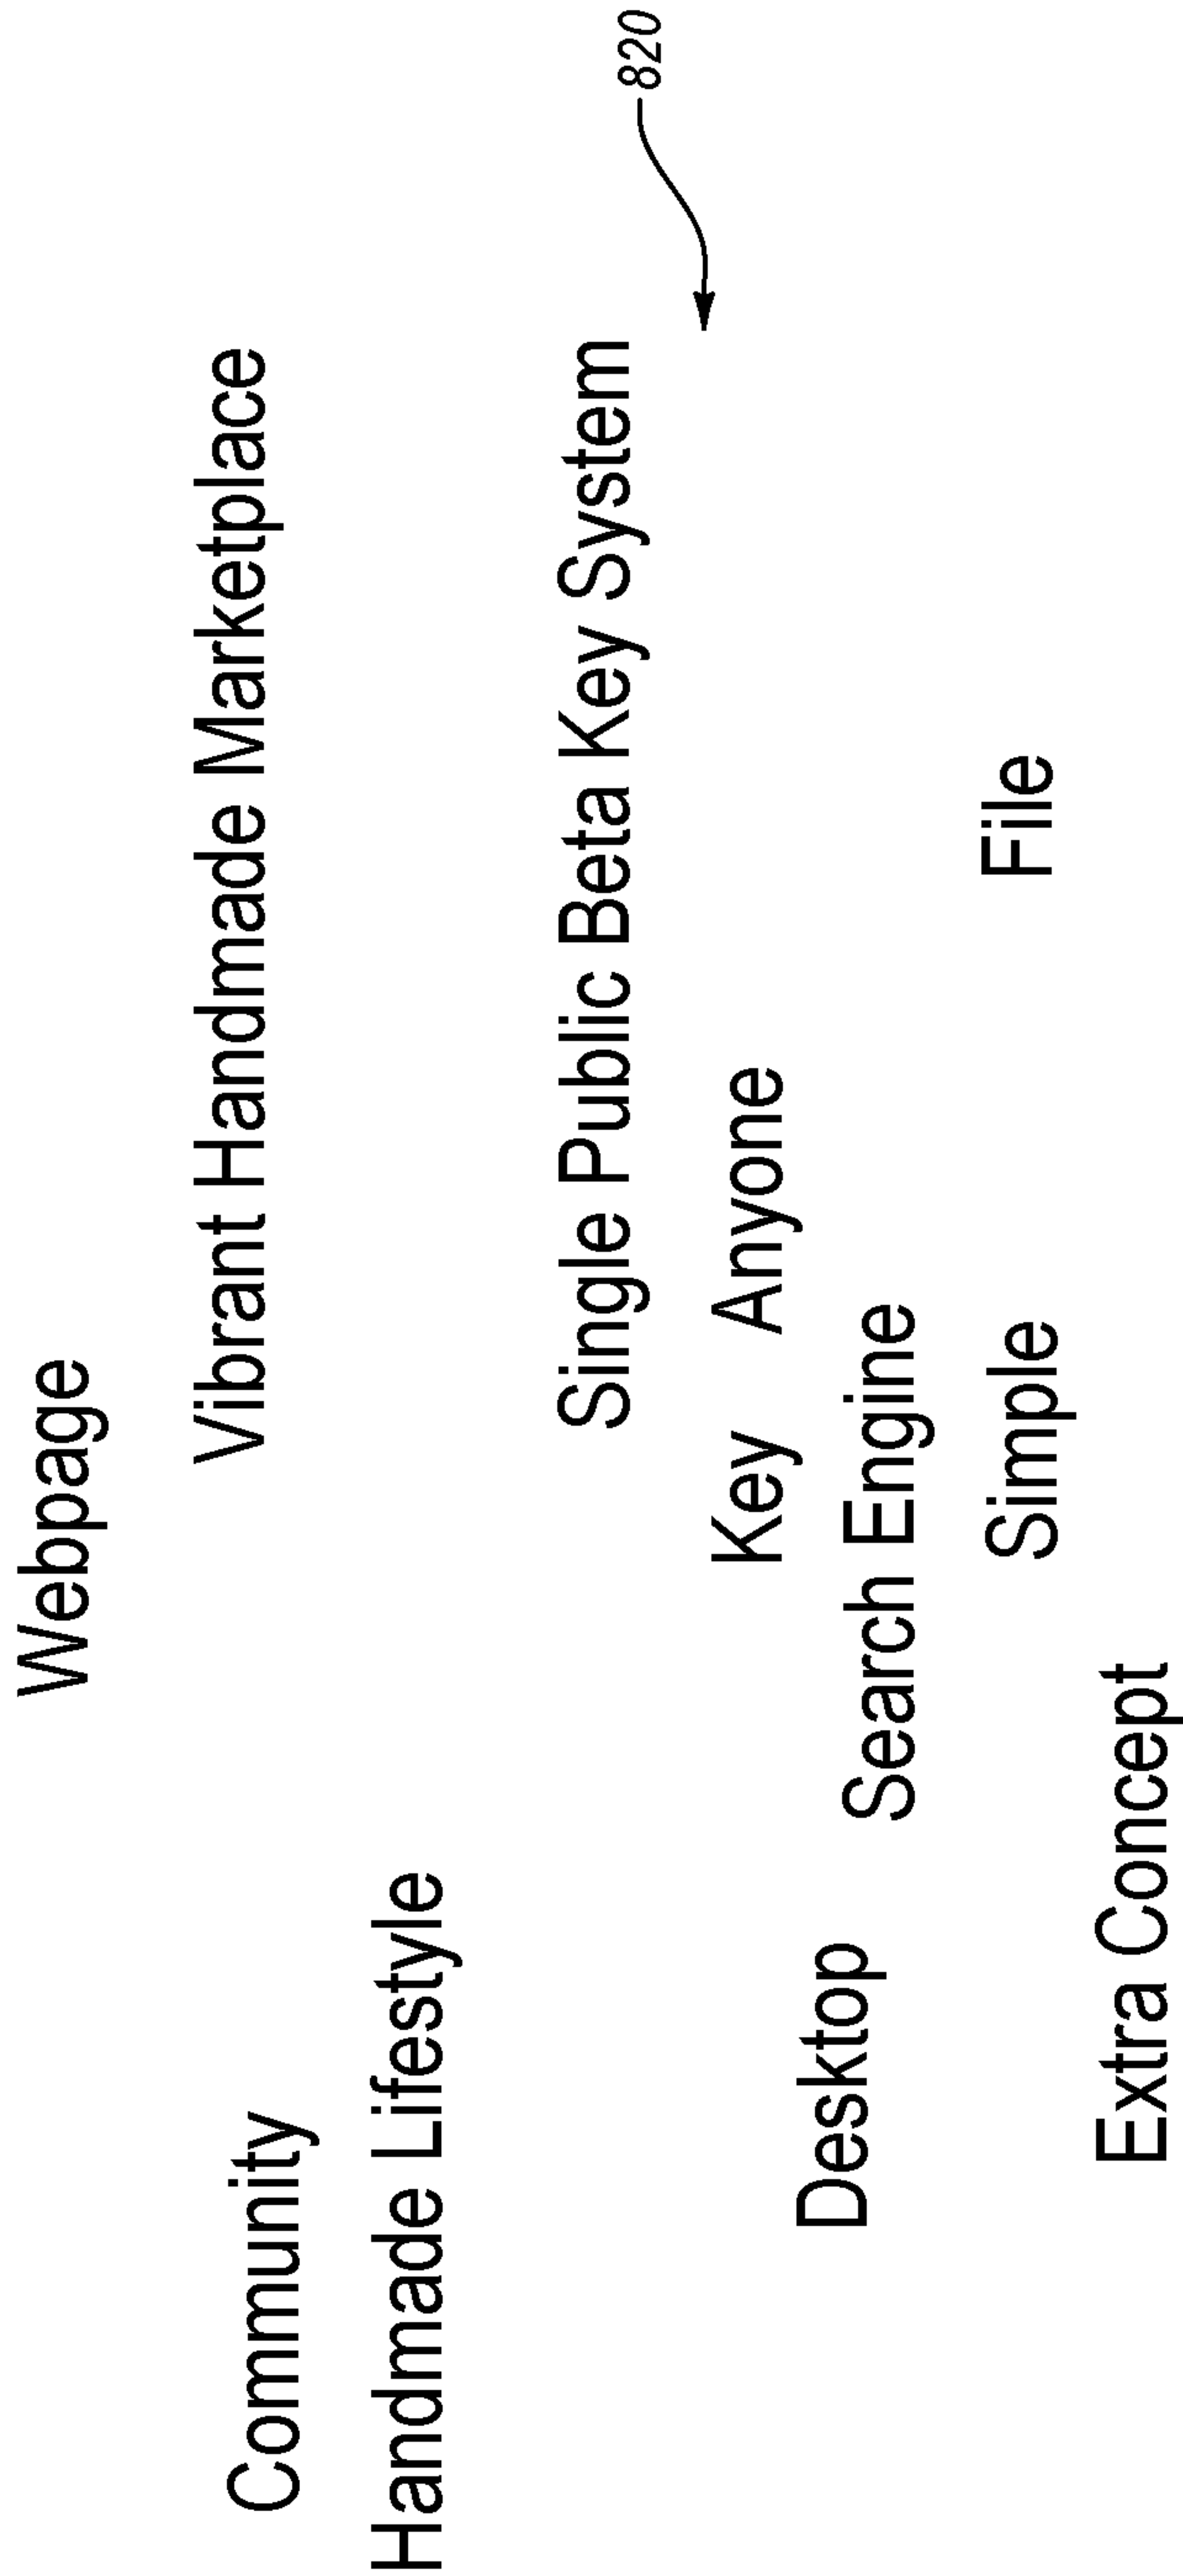 Webpage
Community
Vibrant Handmade Marketplace
Handmade Lifestyle
Single Public Beta Key System
820
Key
Anyone
Desktop
Search Engine
Simple
File
Extra Concept